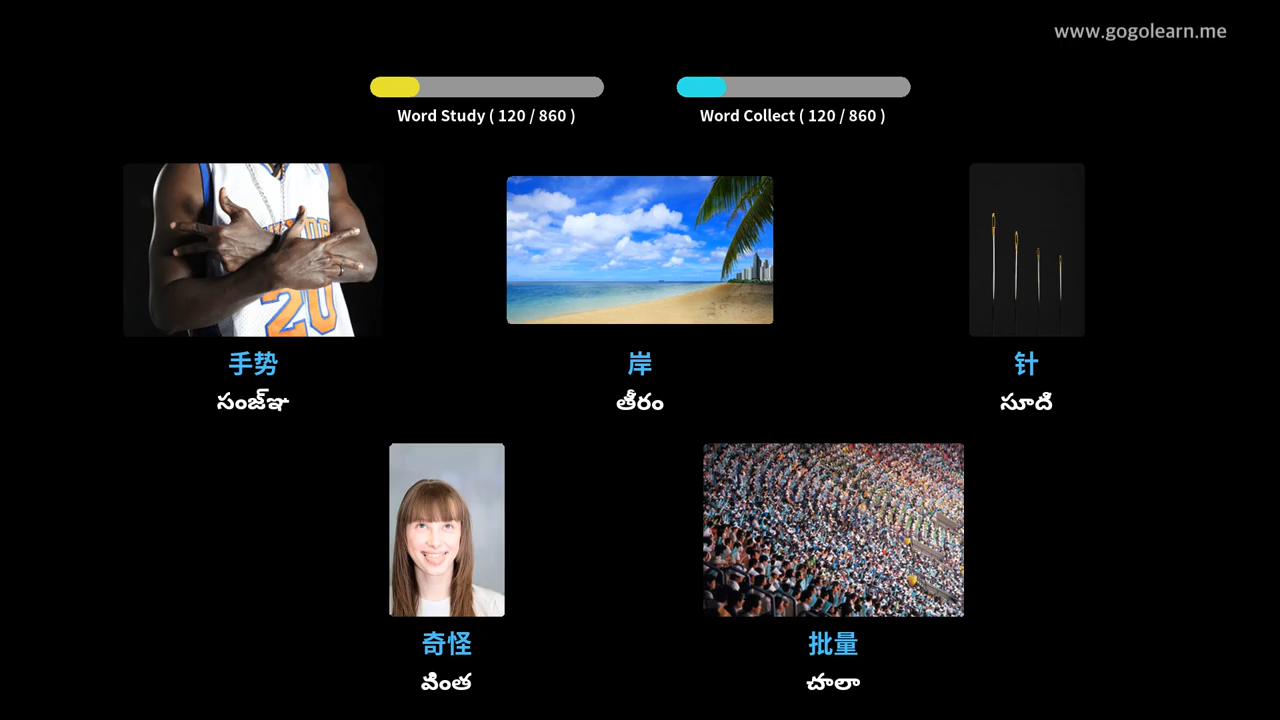 www.gogolearn.me
Word Study ( 120 / 860 )
Word Collect ( 120 / 860 )
手势
సంజ్ఞ
岸
తీరం
针
సూది
奇怪
వింత
批量
చాలా
20